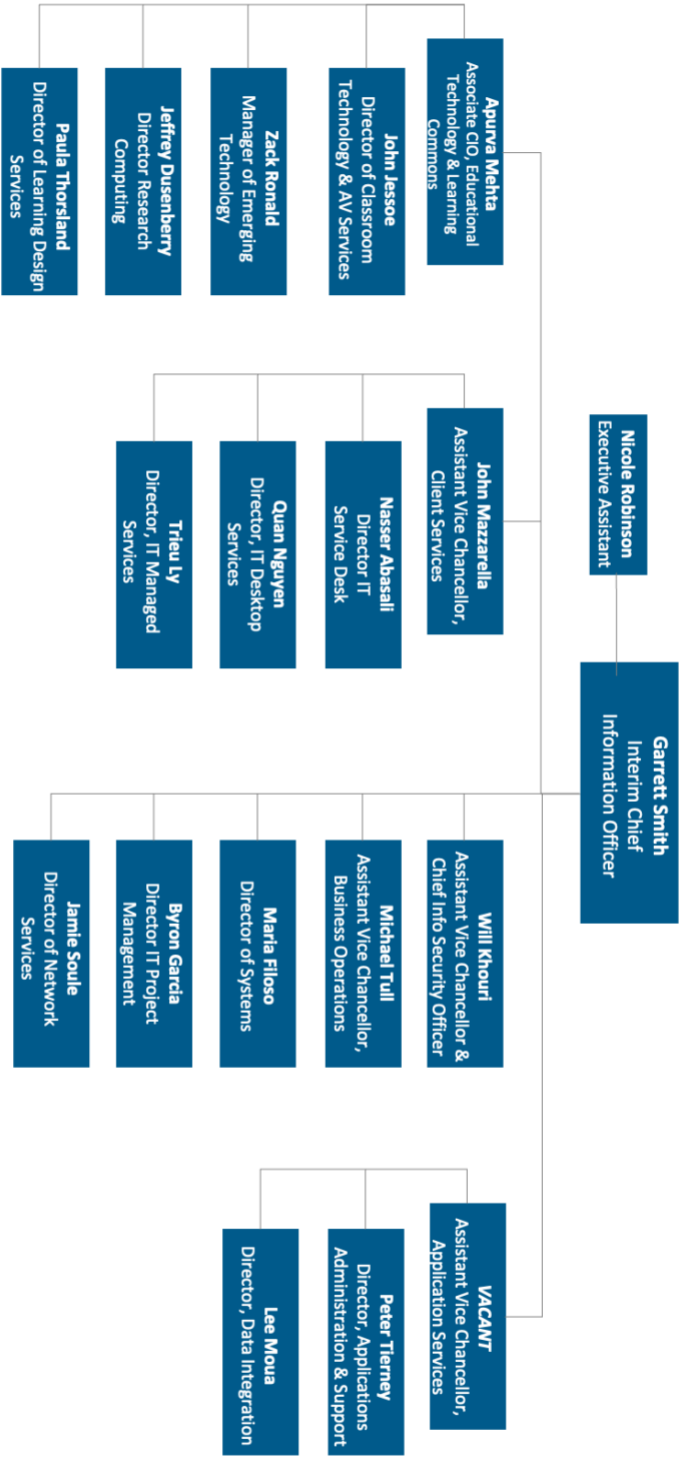 Garrett Smith
Interim Chief
Information Officer
Nicole Robinson
Executive Assistant
Apurva Mehta
Associate CIO, Educational
Technology & Learning
Commons
John Jessoe
Director of Classroom
Technology & AV Services
Zack Ronald
Manager of Emerging
Technology
Jeffrey Dusenberry
Director Research
Computing
Paula Thorsland
Director of Learning Design
Services
John Mazzarella
Assistant Vice Chancellor,
Client Services
Nasser Abasali
Director IT
Service Desk
Quan Nguyen
Director, IT Desktop
Services
Trieu Ly
Director, IT Managed
Services
Will Khouri
Assistant Vice Chancellor &
Chief Info Security Officer
Michael Tull
Assistant Vice Chancellor,
Business Operations
Maria Filoso
Director of Systems
Byron Garcia
Director IT Project
Management
Jamie Soule
Director of Network
Services
VACANT
Assistant Vice Chancellor,
Application Services
Peter Tierney
Director, Applications
Administration & Support
Lee Moua
Director, Data Integration